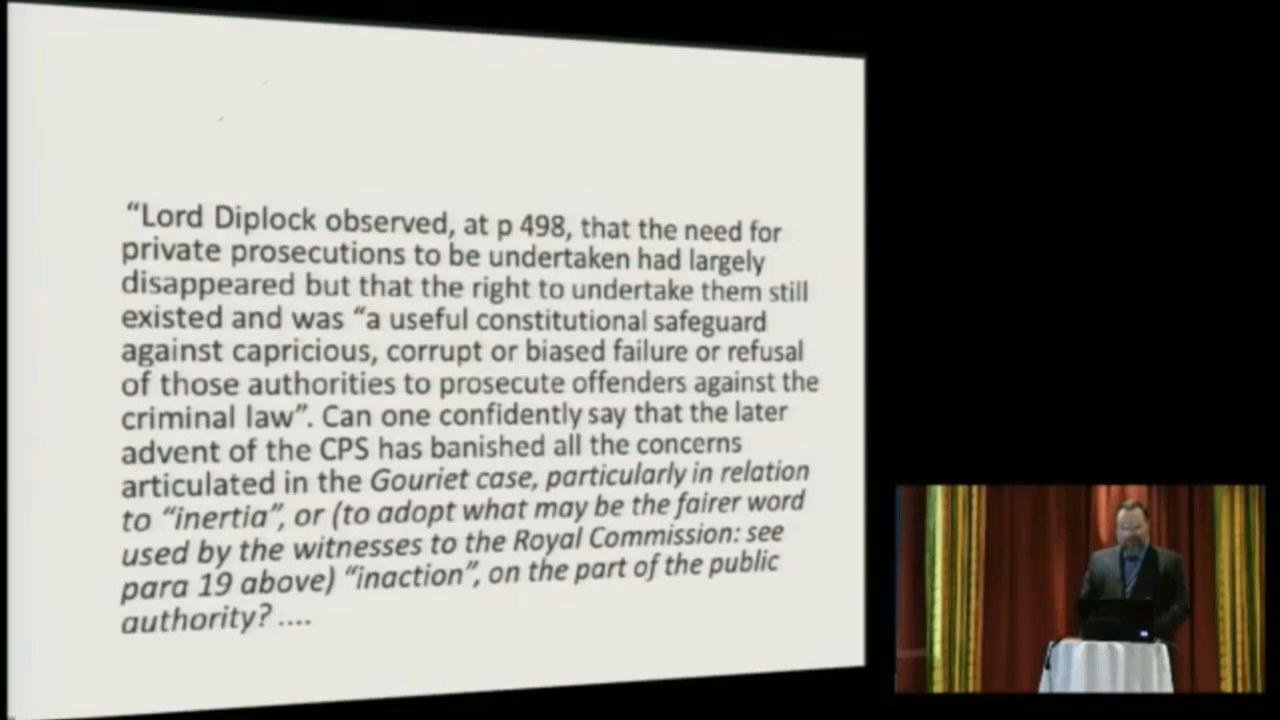 “Lord Diplock observed, at p 498, that the need for
private prosecutions to be undertaken had largely
disappeared but that the right to undertake them still
existed and was “a useful constitutional safeguard
against capricious, corrupt or biased failure or refusal
of those authorities to prosecute offenders against the
criminal law”. Can one confidently say that the later
advent of the CPS has banished all the concerns
articulated in the Gouriet case, particularly in relation
to “inertia”, or (to adopt what may be the fairer word
used by the witnesses to the Royal Commission: see
para 19 above) “inaction”, on the part of the public
authority? ....